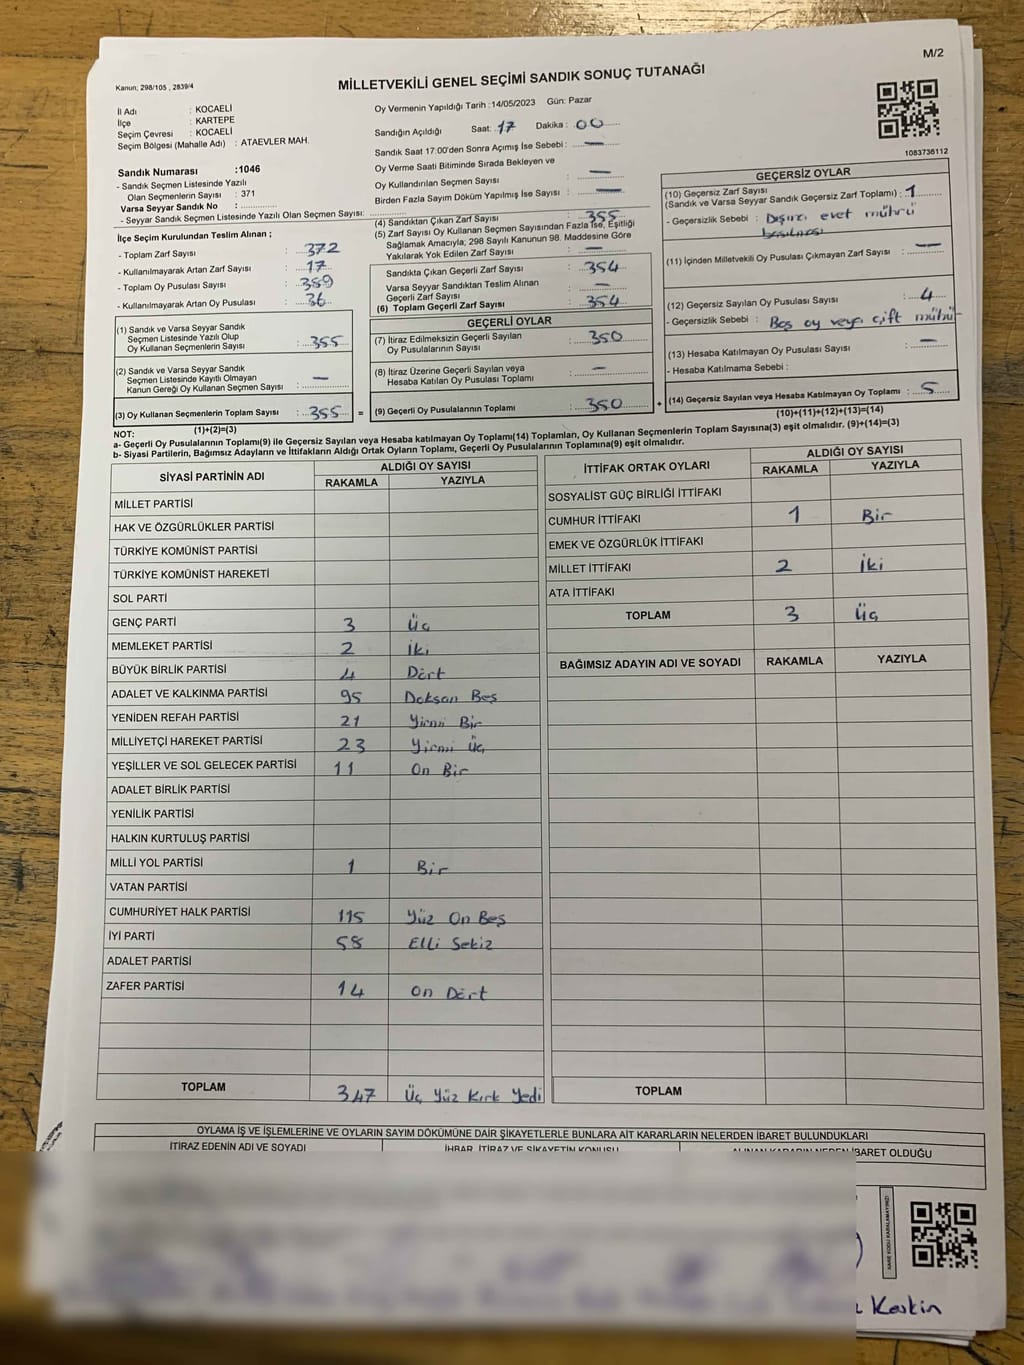 M/2
Kanun; 298/105 , 2839/4
MİLLETVEKİLİ GENEL SEÇİMİ SANDIK SONUÇ TUTANAĞI
İl Adı : KOCAELİ
İlçe : KARTEPE
Seçim Çevresi : KOCAELİ
Seçim Bölgesi (Mahalle Adı) : ATAEVLER MAH.
Sandık Numarası :1046
- Sandık Seçmen Listesinde Yazılı
Olan Seçmenlerin Sayısı : 371
Varsa Seyyar Sandık No :
- Seyyar Sandık Seçmen Listesinde Yazılı Olan Seçmen Sayısı:
İlçe Seçim Kurulundan Teslim Alınan ;
- Toplam Zarf Sayısı : 372
- Kullanılmayarak Artan Zarf Sayısı : 17
- Toplam Oy Pusulası Sayısı : 389
- Kullanılmayarak Artan Oy Pusulası : 36
(1) Sandık ve Varsa Seyyar Sandık
Seçmen Listesinde Yazılı Olup
Oy Kullanan Seçmenlerin Sayısı : 355
(2) Sandık ve Varsa Seyyar Sandık
Seçmen Listesinde Kayıtlı Olmayan
Kanun Gereği Oy Kullanan Seçmen Sayısı : —
(3) Oy Kullanan Seçmenlerin Toplam Sayısı : 355 =
(1)+(2)=(3)
Oy Vermenin Yapıldığı Tarih :14/05/2023 Gün: Pazar
Sandığın Açıldığı Saat: 17 Dakika : 00
Sandık Saat 17:00'den Sonra Açımış İse Sebebi : —
Oy Verme Saati Bitiminde Sırada Bekleyen ve
Oy Kullandırılan Seçmen Sayısı —
Birden Fazla Sayım Döküm Yapılmış İse Sayısı : —
(4) Sandıktan Çıkan Zarf Sayısı : 355
(5) Zarf Sayısı Oy Kullanan Seçmen Sayısından Fazla İse, Eşitliği
Sağlamak Amacıyla; 298 Sayılı Kanunun 98. Maddesine Göre
Yakılarak Yok Edilen Zarf Sayısı : —
Sandıkta Çıkan Geçerli Zarf Sayısı : 354
Varsa Seyyar Sandıktan Teslim Alınan
Geçerli Zarf Sayısı : —
(6) Toplam Geçerli Zarf Sayısı : 354
GEÇERLİ OYLAR
(7) İtiraz Edilmeksizin Geçerli Sayılan
Oy Pusulalarının Sayısı : 350
(8) İtiraz Üzerine Geçerli Sayılan veya
Hesaba Katılan Oy Pusulası Toplamı : —
(9) Geçerli Oy Pusulalarının Toplamı : 350 +
1083736112
GEÇERSİZ OYLAR
(10) Geçersiz Zarf Sayısı
(Sandık ve Varsa Seyyar Sandık Geçersiz Zarf Toplamı) : 1
- Geçersizlik Sebebi : Dışına evet mührü
basılması
(11) İçinden Milletvekili Oy Pusulası Çıkmayan Zarf Sayısı : —
(12) Geçersiz Sayılan Oy Pusulası Sayısı : 4
- Geçersizlik Sebebi : Boş oy veya çift mühür
(13) Hesaba Katılmayan Oy Pusulası Sayısı : —
- Hesaba Katılmama Sebebi :
(14) Geçersiz Sayılan veya Hesaba Katılmayan Oy Toplamı : 5
(10)+(11)+(12)+(13)=(14)
NOT:
a- Geçerli Oy Pusulalarının Toplamı(9) ile Geçersiz Sayılan veya Hesaba katılmayan Oy Toplamı(14) Toplamları, Oy Kullanan Seçmenlerin Toplam Sayısına(3) eşit olmalıdır. (9)+(14)=(3)
b- Siyasi Partilerin, Bağımsız Adayların ve İttifakların Aldığı Ortak Oyların Toplamı, Geçerli Oy Pusulalarının Toplamına(9) eşit olmalıdır.
SİYASİ PARTİNİN ADI ALDIĞI OY SAYISI
RAKAMLA YAZIYLA
MİLLET PARTİSİ
HAK VE ÖZGÜRLÜKLER PARTİSİ
TÜRKİYE KOMÜNİST PARTİSİ
TÜRKİYE KOMÜNİST HAREKETİ
SOL PARTİ
GENÇ PARTİ 3 Üç
MEMLEKET PARTİSİ 2 İki
BÜYÜK BİRLİK PARTİSİ 4 Dört
ADALET VE KALKINMA PARTİSİ 95 Doksan Beş
YENİDEN REFAH PARTİSİ 21 Yirmi Bir
MİLLİYETÇİ HAREKET PARTİSİ 23 Yirmi Üç
YEŞİLLER VE SOL GELECEK PARTİSİ 11 On Bir
ADALET BİRLİK PARTİSİ
YENİLİK PARTİSİ
HALKIN KURTULUŞ PARTİSİ
MİLLİ YOL PARTİSİ 1 Bir
VATAN PARTİSİ
CUMHURİYET HALK PARTİSİ 115 Yüz On Beş
İYİ PARTİ 58 Elli Sekiz
ADALET PARTİSİ
ZAFER PARTİSİ 14 On Dört
TOPLAM 347 Üç Yüz Kırk Yedi
İTTİFAK ORTAK OYLARI ALDIĞI OY SAYISI
RAKAMLA YAZIYLA
SOSYALİST GÜÇ BİRLİĞİ İTTİFAKI
CUMHUR İTTİFAKI 1 Bir
EMEK VE ÖZGÜRLÜK İTTİFAKI
MİLLET İTTİFAKI 2 İki
ATA İTTİFAKI
TOPLAM 3 Üç
BAĞIMSIZ ADAYIN ADI VE SOYADI RAKAMLA YAZIYLA
TOPLAM
OYLAMA İŞ VE İŞLEMLERİNE VE OYLARIN SAYIM DÖKÜMÜNE DAİR ŞİKAYETLERLE BUNLARA AİT KARARLARIN NELERDEN İBARET BULUNDUKLARI
İTİRAZ EDENİN ADI VE SOYADI İHBAR, İTİRAZ VE ŞİKAYETİN KONUSU ALINAN KARARIN NEDEN İBARET OLDUĞU
KARE KODU KARALAMAYINIZ!
Keskin